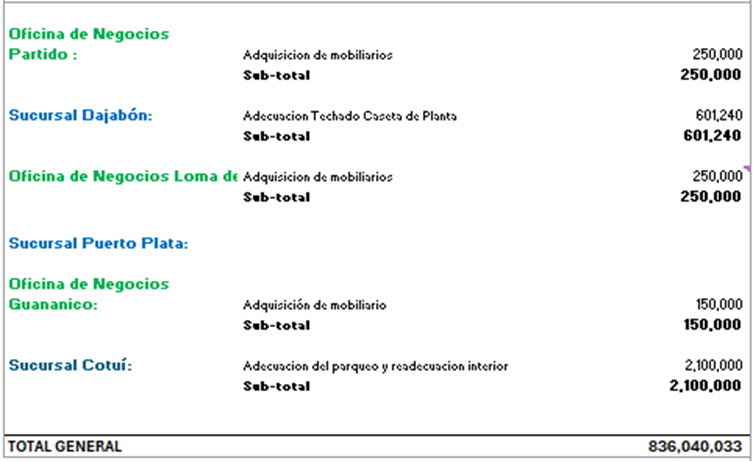 Oficina de Negocios
Partido : Adquisicion de mobiliarios 250,000
Sub-total 250,000
Sucursal Dajabón: Adecuacion Techado Caseta de Planta 601,240
Sub-total 601,240
Oficina de Negocios Loma de Adquisicion de mobiliarios 250,000
Sub-total 250,000
Sucursal Puerto Plata:
Oficina de Negocios
Guananico: Adquisición de mobiliario 150,000
Sub-total 150,000
Sucursal Cotuí: Adecuacion del parqueo y readecuacion interior 2,100,000
Sub-total 2,100,000
TOTAL GENERAL 836,040,033